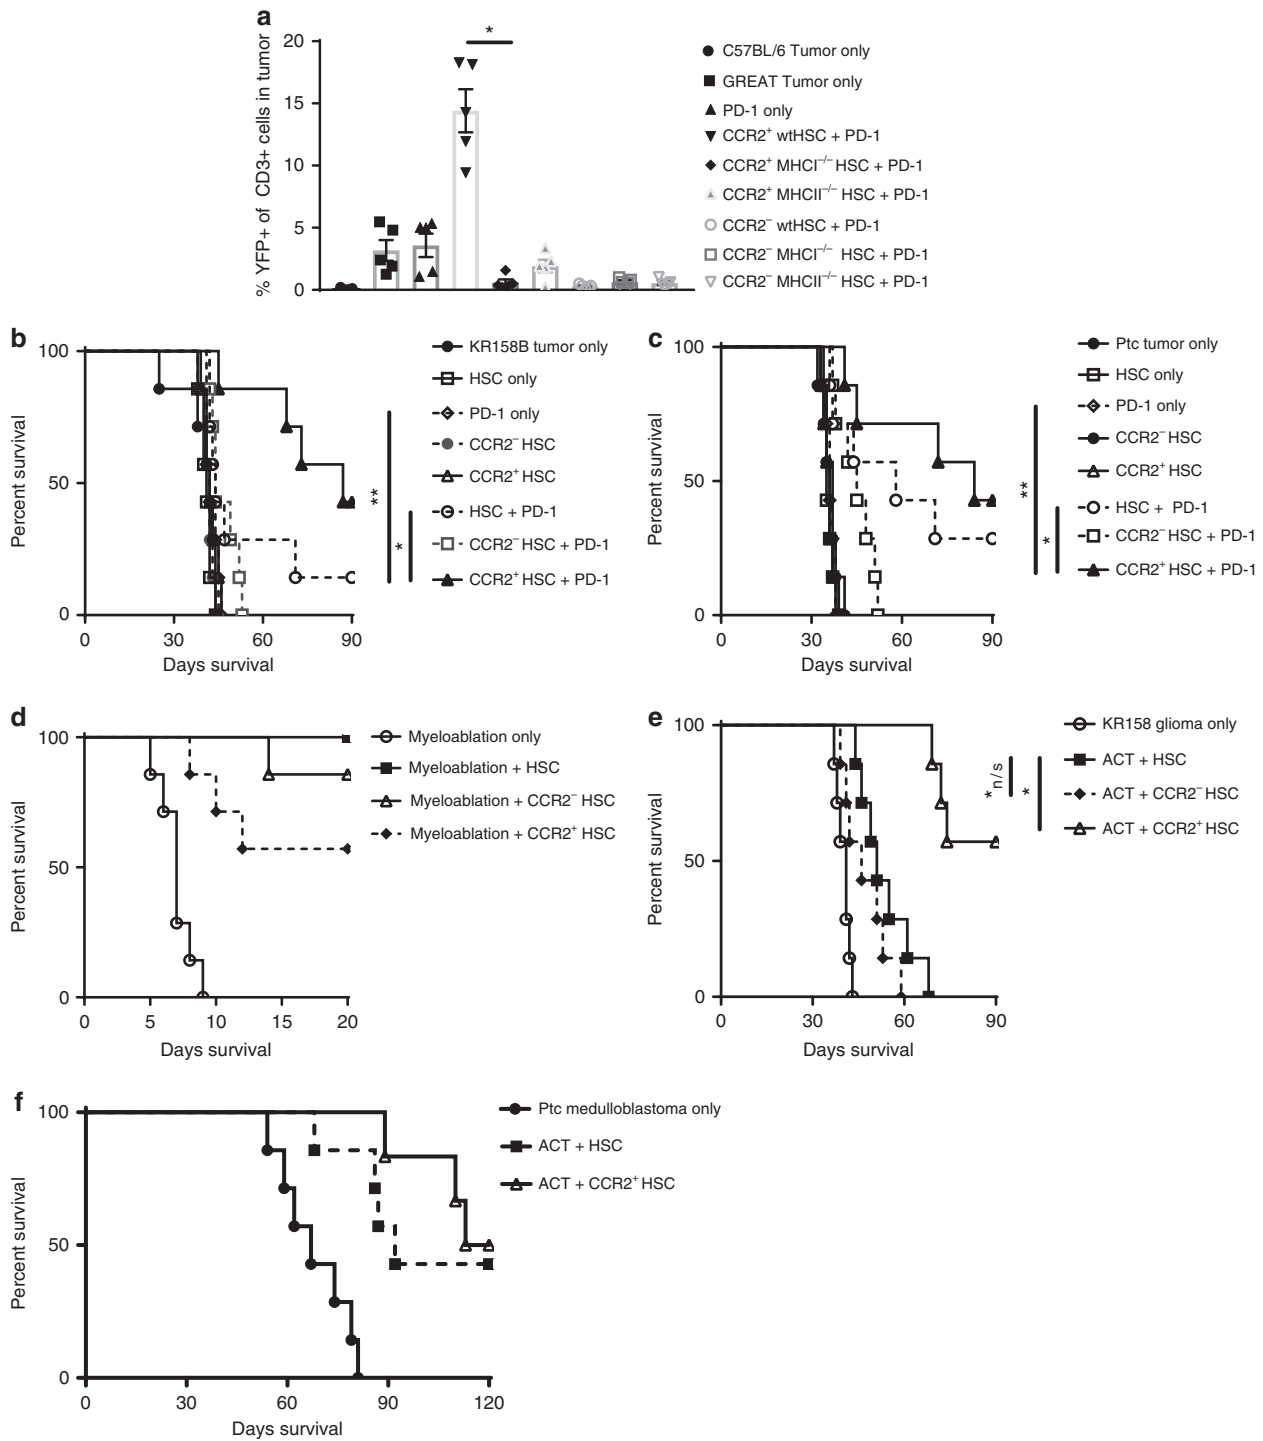 a
% YFP+ of CD3+ cells in tumor
20
15
10
5
0
*
C57BL/6 Tumor only
GREAT Tumor only
PD-1 only
CCR2⁺ wtHSC + PD-1
CCR2⁺ MHCI⁻/⁻ HSC + PD-1
CCR2⁺ MHCII⁻/⁻ HSC + PD-1
CCR2⁻ wtHSC + PD-1
CCR2⁻ MHCI⁻/⁻ HSC + PD-1
CCR2⁻ MHCII⁻/⁻ HSC + PD-1
b
Percent survival
100
50
0
0 30 60 90
Days survival
KR158B tumor only
HSC only
PD-1 only
CCR2⁻ HSC
CCR2⁺ HSC
HSC + PD-1
CCR2⁻ HSC + PD-1
CCR2⁺ HSC + PD-1
**
*
c
Percent survival
100
50
0
0 30 60 90
Days survival
Ptc tumor only
HSC only
PD-1 only
CCR2⁻ HSC
CCR2⁺ HSC
HSC + PD-1
CCR2⁻ HSC + PD-1
CCR2⁺ HSC + PD-1
**
*
d
Percent survival
100
50
0
0 5 10 15 20
Days survival
Myeloablation only
Myeloablation + HSC
Myeloablation + CCR2⁻ HSC
Myeloablation + CCR2⁺ HSC
e
Percent survival
100
50
0
0 30 60 90
Days survival
KR158 glioma only
ACT + HSC
ACT + CCR2⁻ HSC
ACT + CCR2⁺ HSC
*n/s
*
f
Percent survival
100
50
0
0 30 60 90 120
Days survival
Ptc medulloblastoma only
ACT + HSC
ACT + CCR2⁺ HSC